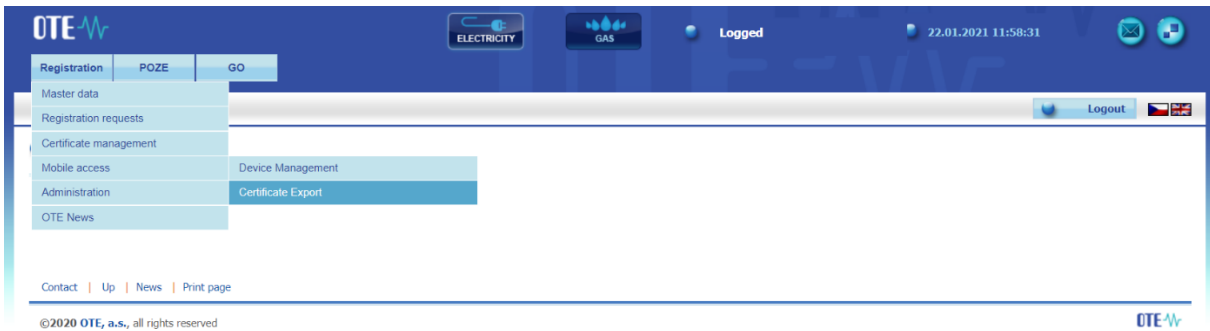 OTE
ELECTRICITY
GAS
Logged
22.01.2021 11:58:31
Registration POZE GO
Master data
Registration requests
Logout
Certificate management
Mobile access Device Management
Administration Certificate Export
OTE News
Contact | Up | News | Print page
©2020 OTE, a.s., all rights reserved
OTE